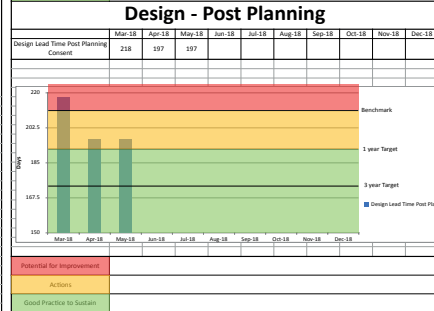 Design - Post Planning
Mar-18 Apr-18 May-18 Jun-18 Jul-18 Aug-18 Sep-18 Oct-18 Nov-18 Dec-18
Design Lead Time Post Planning Consent 218 197 197
220
Benchmark
202.5
1 year Target
185
Days
3 year Target
167.5
Design Lead Time Post Pla
150
Mar-18 Apr-18 May-18 Jun-18 Jul-18 Aug-18 Sep-18 Oct-18 Nov-18 Dec-18
Potential for Improvement
Actions
Good Practice to Sustain